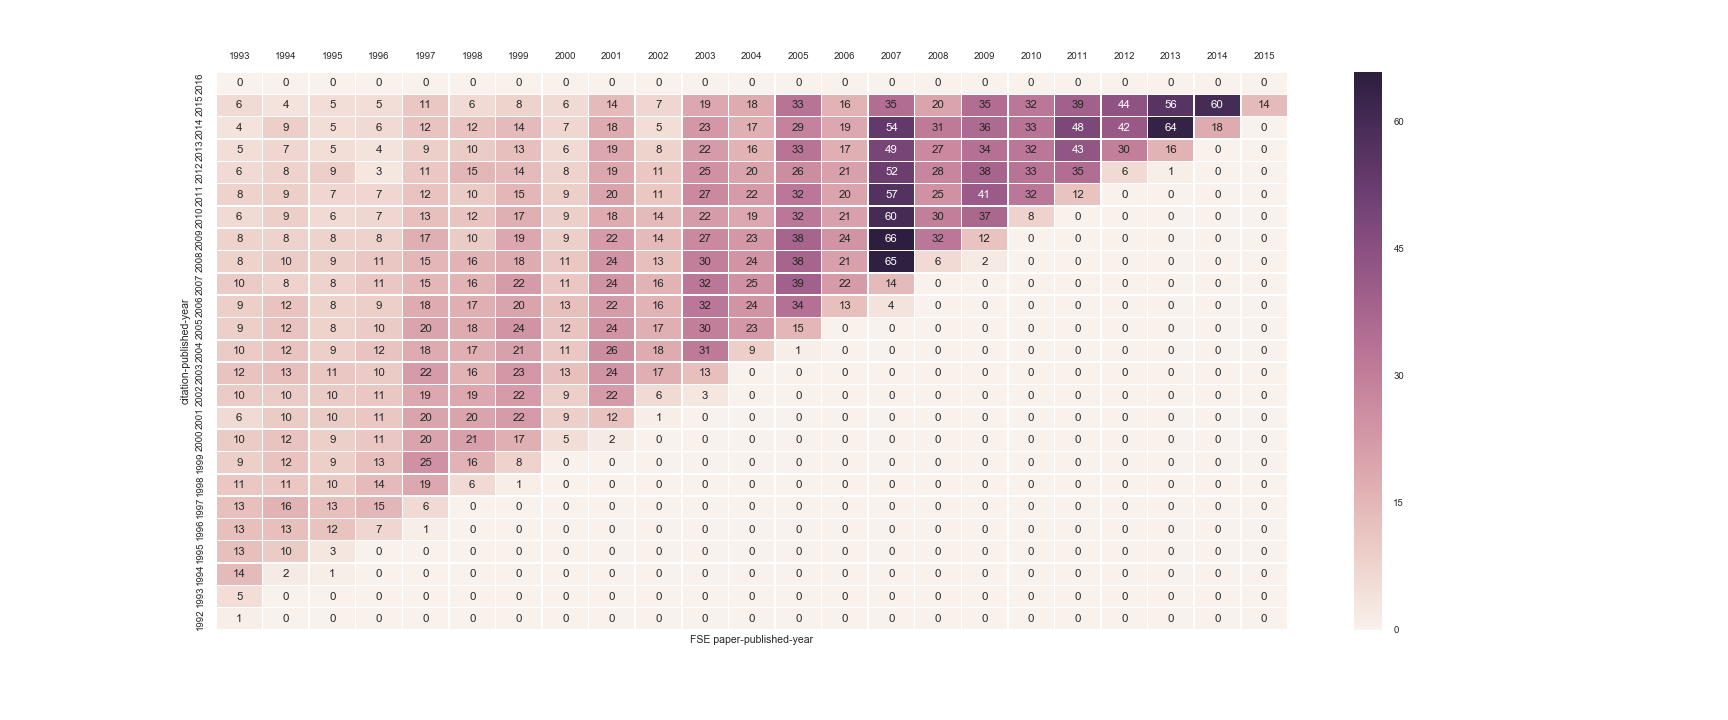 1993 1994 1995 1996 1997 1998 1999 2000 2001 2002 2003 2004 2005 2006 2007 2008 2009 2010 2011 2012 2013 2014 2015
2016 0 0 0 0 0 0 0 0 0 0 0 0 0 0 0 0 0 0 0 0 0 0 0
2015 6 4 5 5 11 6 8 6 14 7 19 18 33 16 35 20 35 32 39 44 56 60 14
2014 4 9 5 6 12 12 14 7 18 5 23 17 29 19 54 31 36 33 48 42 64 18 0
2013 5 7 5 4 9 10 13 6 19 8 22 16 33 17 49 27 34 32 43 30 16 0 0
2012 6 8 9 3 11 15 14 8 19 11 25 20 26 21 52 28 38 33 35 6 1 0 0
2011 8 9 7 7 12 10 15 9 20 11 27 22 32 20 57 25 41 32 12 0 0 0 0
2010 6 9 6 7 13 12 17 9 18 14 22 19 32 21 60 30 37 8 0 0 0 0 0
2009 8 8 8 8 17 10 19 9 22 14 27 23 38 24 66 32 12 0 0 0 0 0 0
2008 8 10 9 11 15 16 18 11 24 13 30 24 38 21 65 6 2 0 0 0 0 0 0
2007 10 8 8 11 15 16 22 11 24 16 32 25 39 22 14 0 0 0 0 0 0 0 0
2006 9 12 8 9 18 17 20 13 22 16 32 24 34 13 4 0 0 0 0 0 0 0 0
2005 9 12 8 10 20 18 24 12 24 17 30 23 15 0 0 0 0 0 0 0 0 0 0
2004 10 12 9 12 18 17 21 11 26 18 31 9 1 0 0 0 0 0 0 0 0 0 0
2003 12 13 11 10 22 16 23 13 24 17 13 0 0 0 0 0 0 0 0 0 0 0 0
2002 10 10 10 11 19 19 22 9 22 6 3 0 0 0 0 0 0 0 0 0 0 0 0
2001 6 10 10 11 20 20 22 9 12 1 0 0 0 0 0 0 0 0 0 0 0 0 0
2000 10 12 9 11 20 21 17 5 2 0 0 0 0 0 0 0 0 0 0 0 0 0 0
1999 9 12 9 13 25 16 8 0 0 0 0 0 0 0 0 0 0 0 0 0 0 0 0
1998 11 11 10 14 19 6 1 0 0 0 0 0 0 0 0 0 0 0 0 0 0 0 0
1997 13 16 13 15 6 0 0 0 0 0 0 0 0 0 0 0 0 0 0 0 0 0 0
1996 13 13 12 7 1 0 0 0 0 0 0 0 0 0 0 0 0 0 0 0 0 0 0
1995 13 10 3 0 0 0 0 0 0 0 0 0 0 0 0 0 0 0 0 0 0 0 0
1994 14 2 1 0 0 0 0 0 0 0 0 0 0 0 0 0 0 0 0 0 0 0 0
1993 5 0 0 0 0 0 0 0 0 0 0 0 0 0 0 0 0 0 0 0 0 0 0
1992 1 0 0 0 0 0 0 0 0 0 0 0 0 0 0 0 0 0 0 0 0 0 0
citation-published-year
FSE paper-published-year
60
45
30
15
0